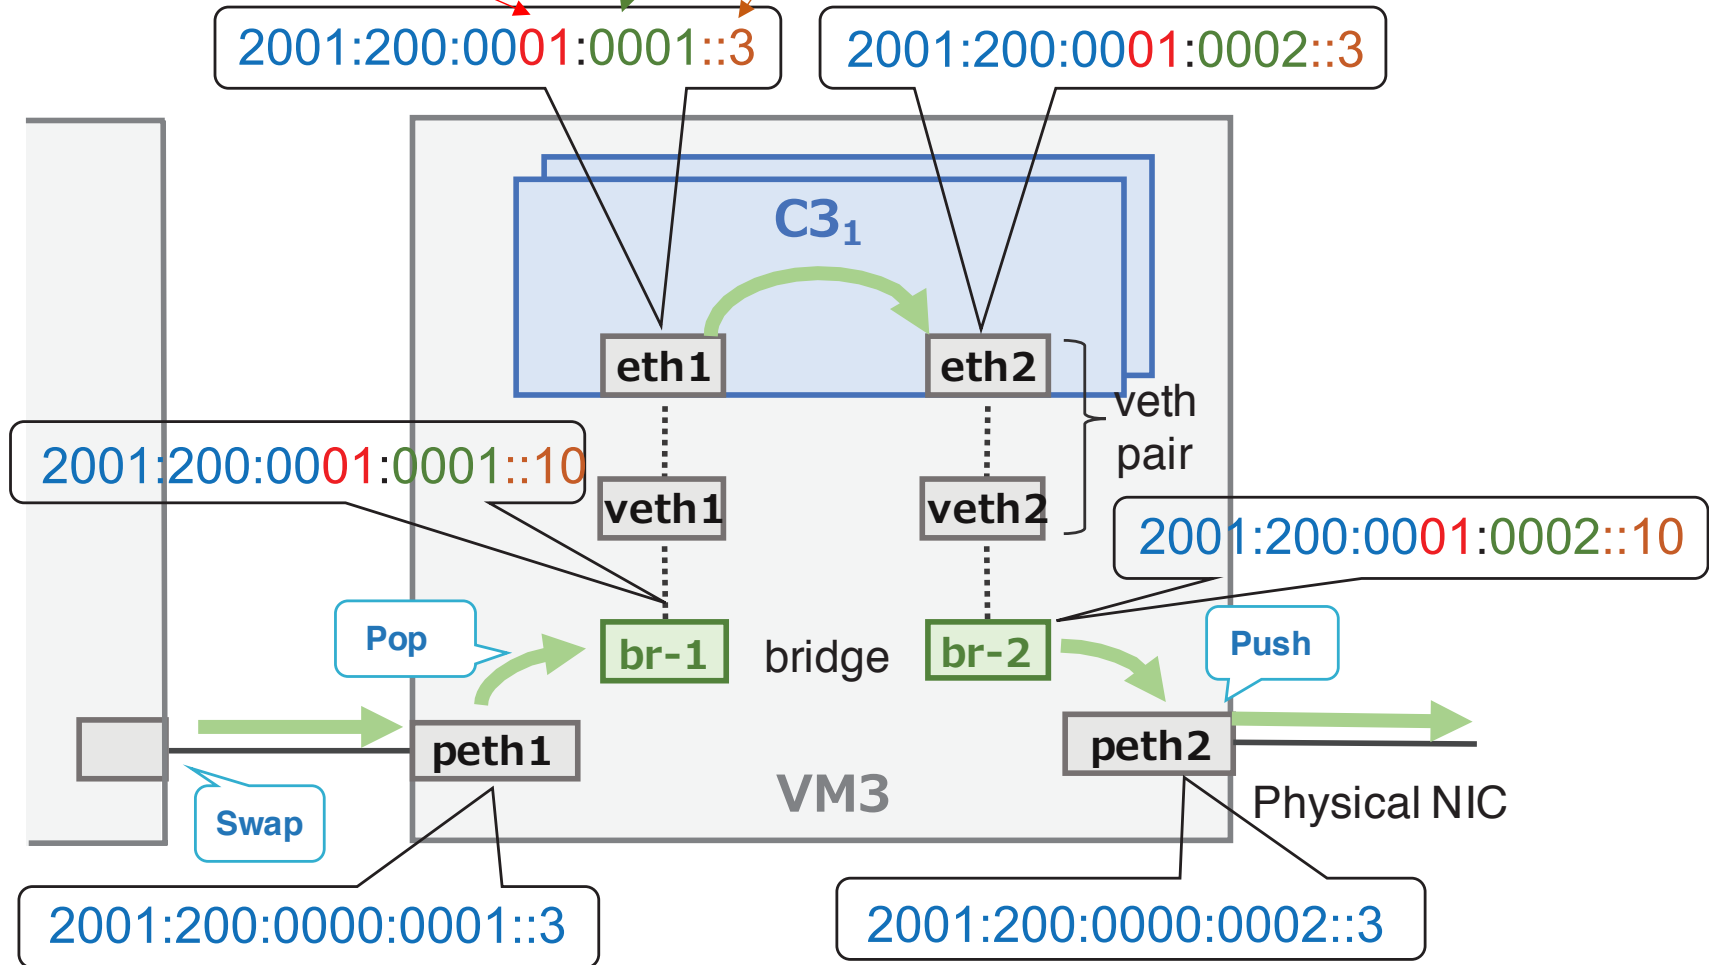 2001:200:0001:0001::3
2001:200:0001:0002::3
C3₁
eth1
eth2
veth
pair
2001:200:0001:0001::10
veth1
veth2
2001:200:0001:0002::10
Pop
br-1
bridge
br-2
Push
peth1
peth2
VM3
Physical NIC
Swap
2001:200:0000:0001::3
2001:200:0000:0002::3